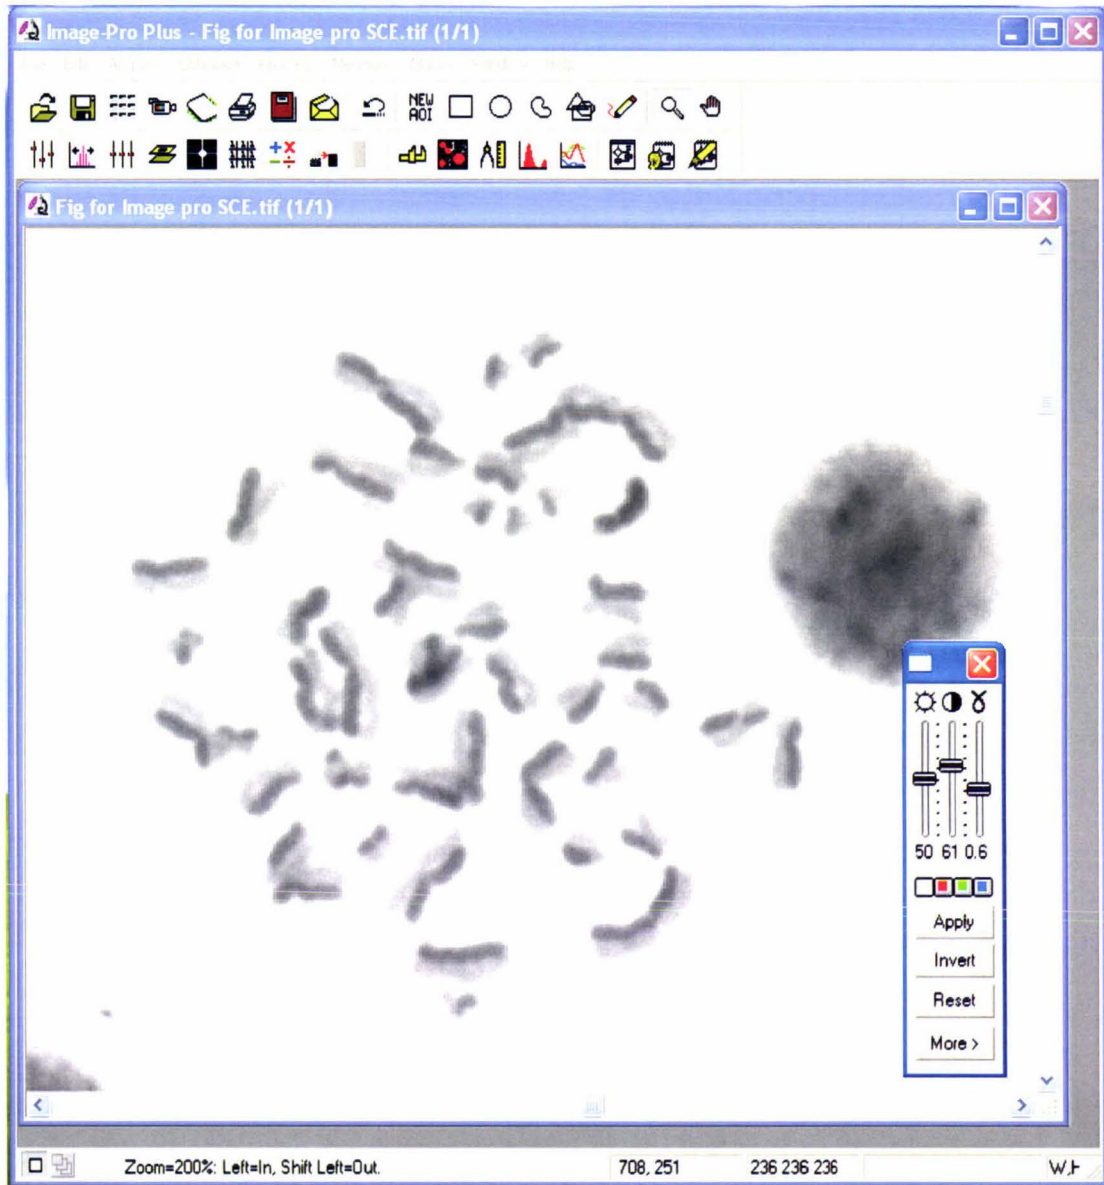 Image-Pro Plus - Fig for Image pro SCE.tif (1/1)
NEW
AOI
Fig for Image pro SCE.tif (1/1)
50 61 0.6
Apply
Invert
Reset
More >
Zoom=200%: Left=In, Shift Left=Out.
708, 251
236 236 236